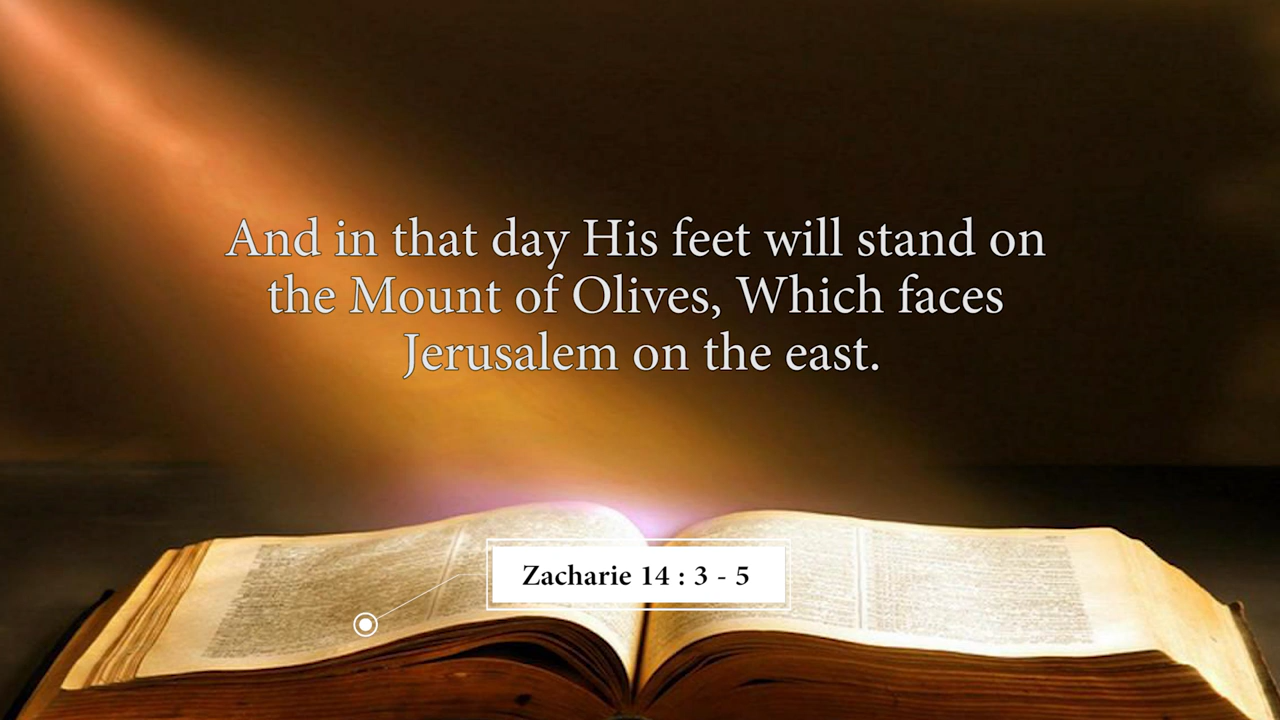 And in that day His feet will stand on
the Mount of Olives, Which faces
Jerusalem on the east.
Zacharie 14 : 3 - 5